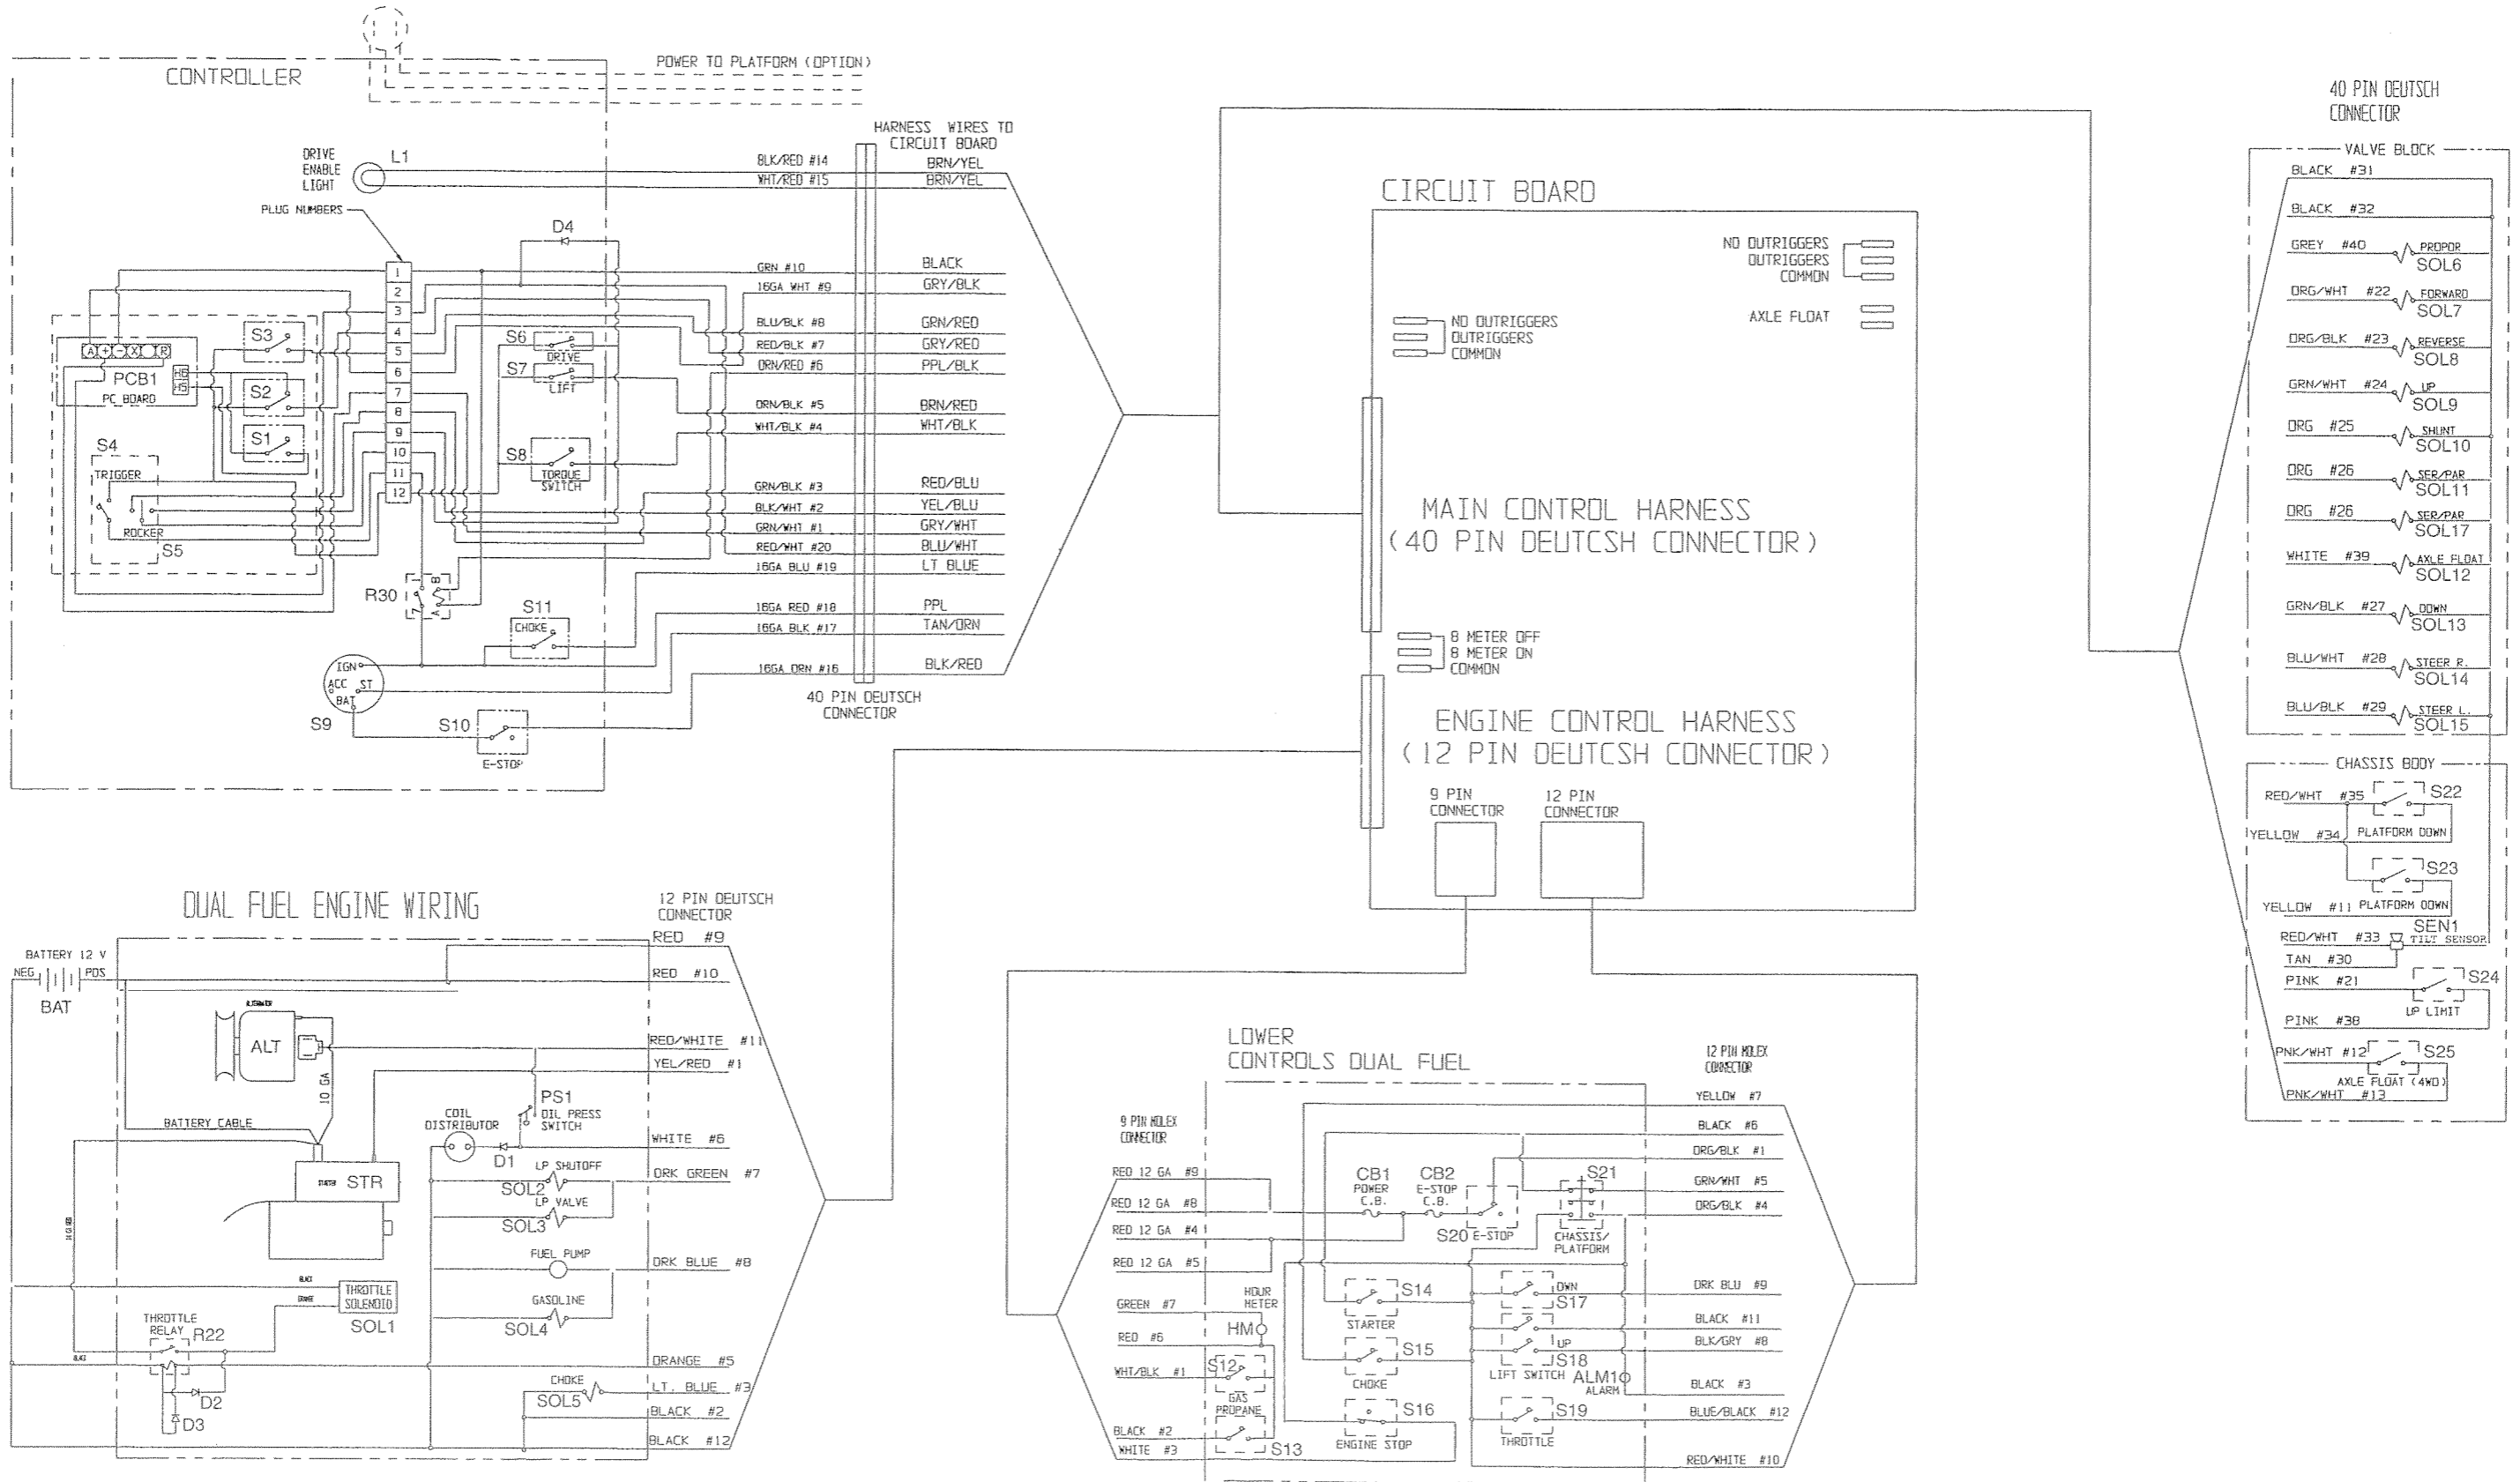 CONTROLLER
POWER TO PLATFORM (OPTION)
HARNESS WIRES TO
CIRCUIT BOARD
DRIVE
ENABLE
LIGHT
L1
PLUG NUMBERS
BLK/RED #14 BRN/YEL
WHT/RED #15 BRN/YEL
D4
1
2
3
4
5
6
7
8
9
10
11
12
GRN #10 BLACK
16GA WHT #9 GRY/BLK
BLU/BLK #8 GRN/RED
RED/BLK #7 GRY/RED
ORN/RED #6 PPL/BLK
ORN/BLK #5 BRN/RED
WHT/BLK #4 WHT/BLK
GRN/BLK #3 RED/BLU
BLK/WHT #2 YEL/BLU
GRN/WHT #1 GRY/WHT
RED/WHT #20 BLU/WHT
16GA BLU #19 LT BLUE
16GA RED #18 PPL
16GA BLK #17 TAN/ORN
16GA ORN #16 BLK/RED
40 PIN DEUTSCH
CONNECTOR
A + - X R
PCB1
PC BOARD
H6
H5
S3
S2
S1
S4
TRIGGER
ROCKER
S5
S6
DRIVE
S7
LIFT
S8
TORQUE
SWITCH
R30
1
B
7
A
S11
CHOKE
IGN
ACC ST
BAT
S9
S10
E-STOP
CIRCUIT BOARD
NO OUTRIGGERS
OUTRIGGERS
COMMON
AXLE FLOAT
NO OUTRIGGERS
OUTRIGGERS
COMMON
MAIN CONTROL HARNESS
(40 PIN DEUTCSH CONNECTOR)
8 METER OFF
8 METER ON
COMMON
ENGINE CONTROL HARNESS
(12 PIN DEUTCSH CONNECTOR)
9 PIN
CONNECTOR
12 PIN
CONNECTOR
40 PIN DEUTSCH
CONNECTOR
VALVE BLOCK
BLACK #31
BLACK #32
GREY #40 PROPOR
SOL6
ORG/WHT #22 FORWARD
SOL7
ORG/BLK #23 REVERSE
SOL8
GRN/WHT #24 UP
SOL9
ORG #25 SHUNT
SOL10
ORG #26 SER/PAR
SOL11
ORG #26 SER/PAR
SOL17
WHITE #39 AXLE FLOAT
SOL12
GRN/BLK #27 DOWN
SOL13
BLU/WHT #28 STEER R.
SOL14
BLU/BLK #29 STEER L.
SOL15
CHASSIS BODY
RED/WHT #35 S22
YELLOW #34 PLATFORM DOWN
S23
YELLOW #11 PLATFORM DOWN
SEN1
RED/WHT #33 TILT SENSOR
TAN #30
PINK #21 S24
UP LIMIT
PINK #38
PNK/WHT #12 S25
AXLE FLOAT (4WD)
PNK/WHT #13
DUAL FUEL ENGINE WIRING
12 PIN DEUTSCH
CONNECTOR
BATTERY 12 V
NEG POS
BAT
RED #9
RED #10
ALTERNATOR
ALT
10 GA
RED/WHITE #11
YEL/RED #1
PS1
OIL PRESS
SWITCH
COIL
DISTRIBUTOR
D1
WHITE #6
BATTERY CABLE
STARTER STR
LP SHUTOFF
SOL2
DRK GREEN #7
LP VALVE
SOL3
FUEL PUMP
DRK BLUE #8
GASOLINE
SOL4
BLACK
ORANGE
THROTTLE
SOLENOID
SOL1
THROTTLE
RELAY
R22
BLACK
D2
D3
ORANGE #5
CHOKE
SOL5
LT. BLUE #3
BLACK #2
BLACK #12
LOWER
CONTROLS DUAL FUEL
9 PIN MOLEX
CONNECTOR
12 PIN MOLEX
CONNECTOR
RED 12 GA #9
RED 12 GA #8
RED 12 GA #4
RED 12 GA #5
GREEN #7
RED #6
WHT/BLK #1
BLACK #2
WHITE #3
CB1
POWER
C.B.
CB2
E-STOP
C.B.
S20 E-STOP
S21
CHASSIS/
PLATFORM
HOUR
METER
HM
S12
GAS
PROPANE
S13
S14
STARTER
S15
CHOKE
S16
ENGINE STOP
DWN
S17
UP
S18
LIFT SWITCH
ALM1
ALARM
S19
THROTTLE
YELLOW #7
BLACK #6
ORG/BLK #1
GRN/WHT #5
ORG/BLK #4
DRK BLU #9
BLACK #11
BLK/GRY #8
BLACK #3
BLUE/BLACK #12
RED/WHITE #10